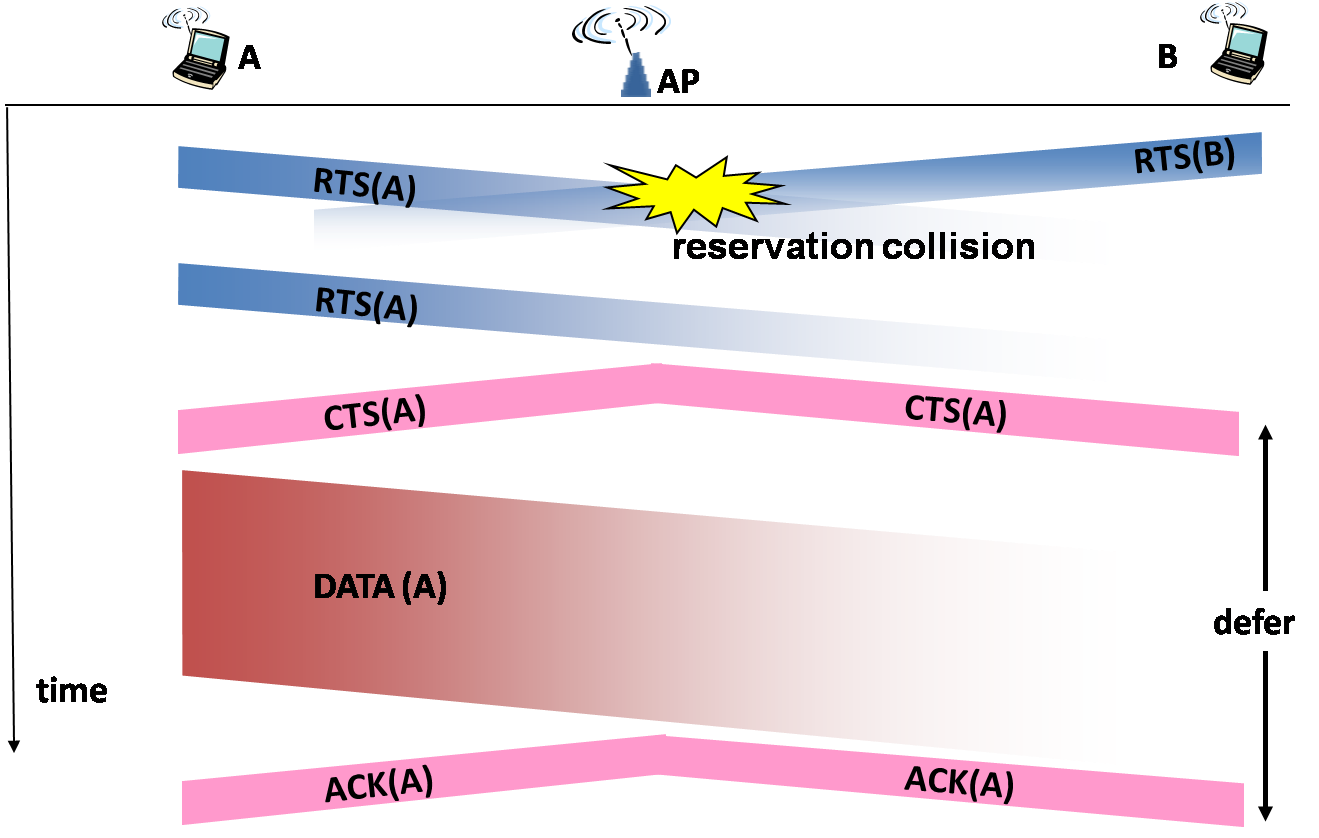 A
AP
B
RTS(A)
RTS(B)
reservation collision
RTS(A)
CTS(A)
CTS(A)
DATA (A)
defer
time
ACK(A)
ACK(A)